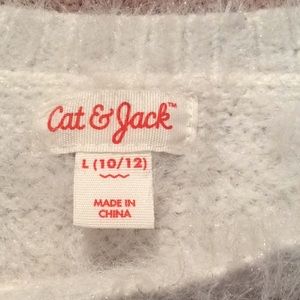 Cat & Jack™
L (10/12)
MADE IN
CHINA